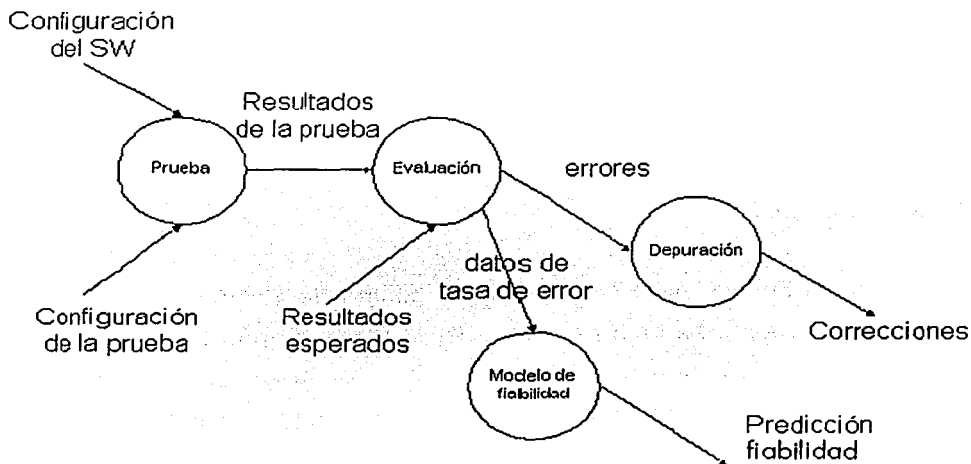 Configuración
del SW
Resultados
de la prueba
Prueba
Evaluación
errores
Depuración
datos de
tasa de error
Configuración
de la prueba
Resultados
esperados
Correcciones
Modelo de
fiabilidad
Predicción
fiabilidad